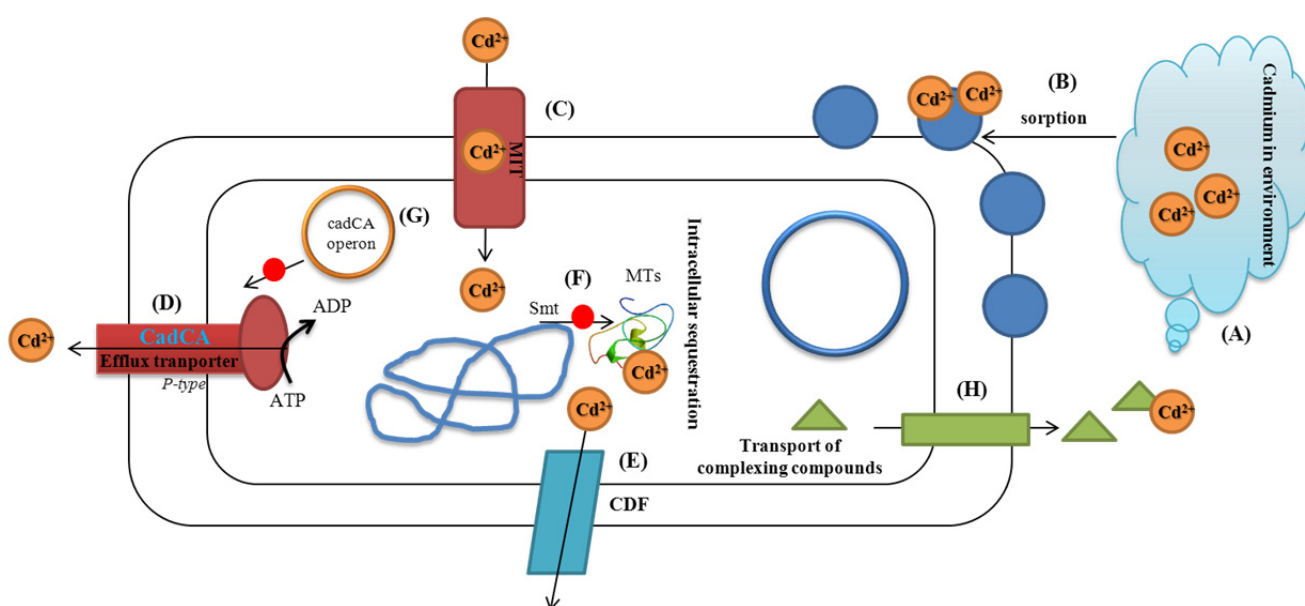 Cd²⁺
(C)
Cd²⁺
MIT
Cd²⁺
Cd²⁺ Cd²⁺
(B)
sorption
Cadmium in environment
Cd²⁺
Cd²⁺
Cd²⁺
(A)
cadCA
operon
(G)
(D)
CadCA
Efflux tranporter
P-type
ADP
ATP
Cd²⁺
(F)
Smt
MTs
Cd²⁺
Intracellular sequestration
Cd²⁺
(E)
CDF
Transport of
complexing compounds
(H)
Cd²⁺